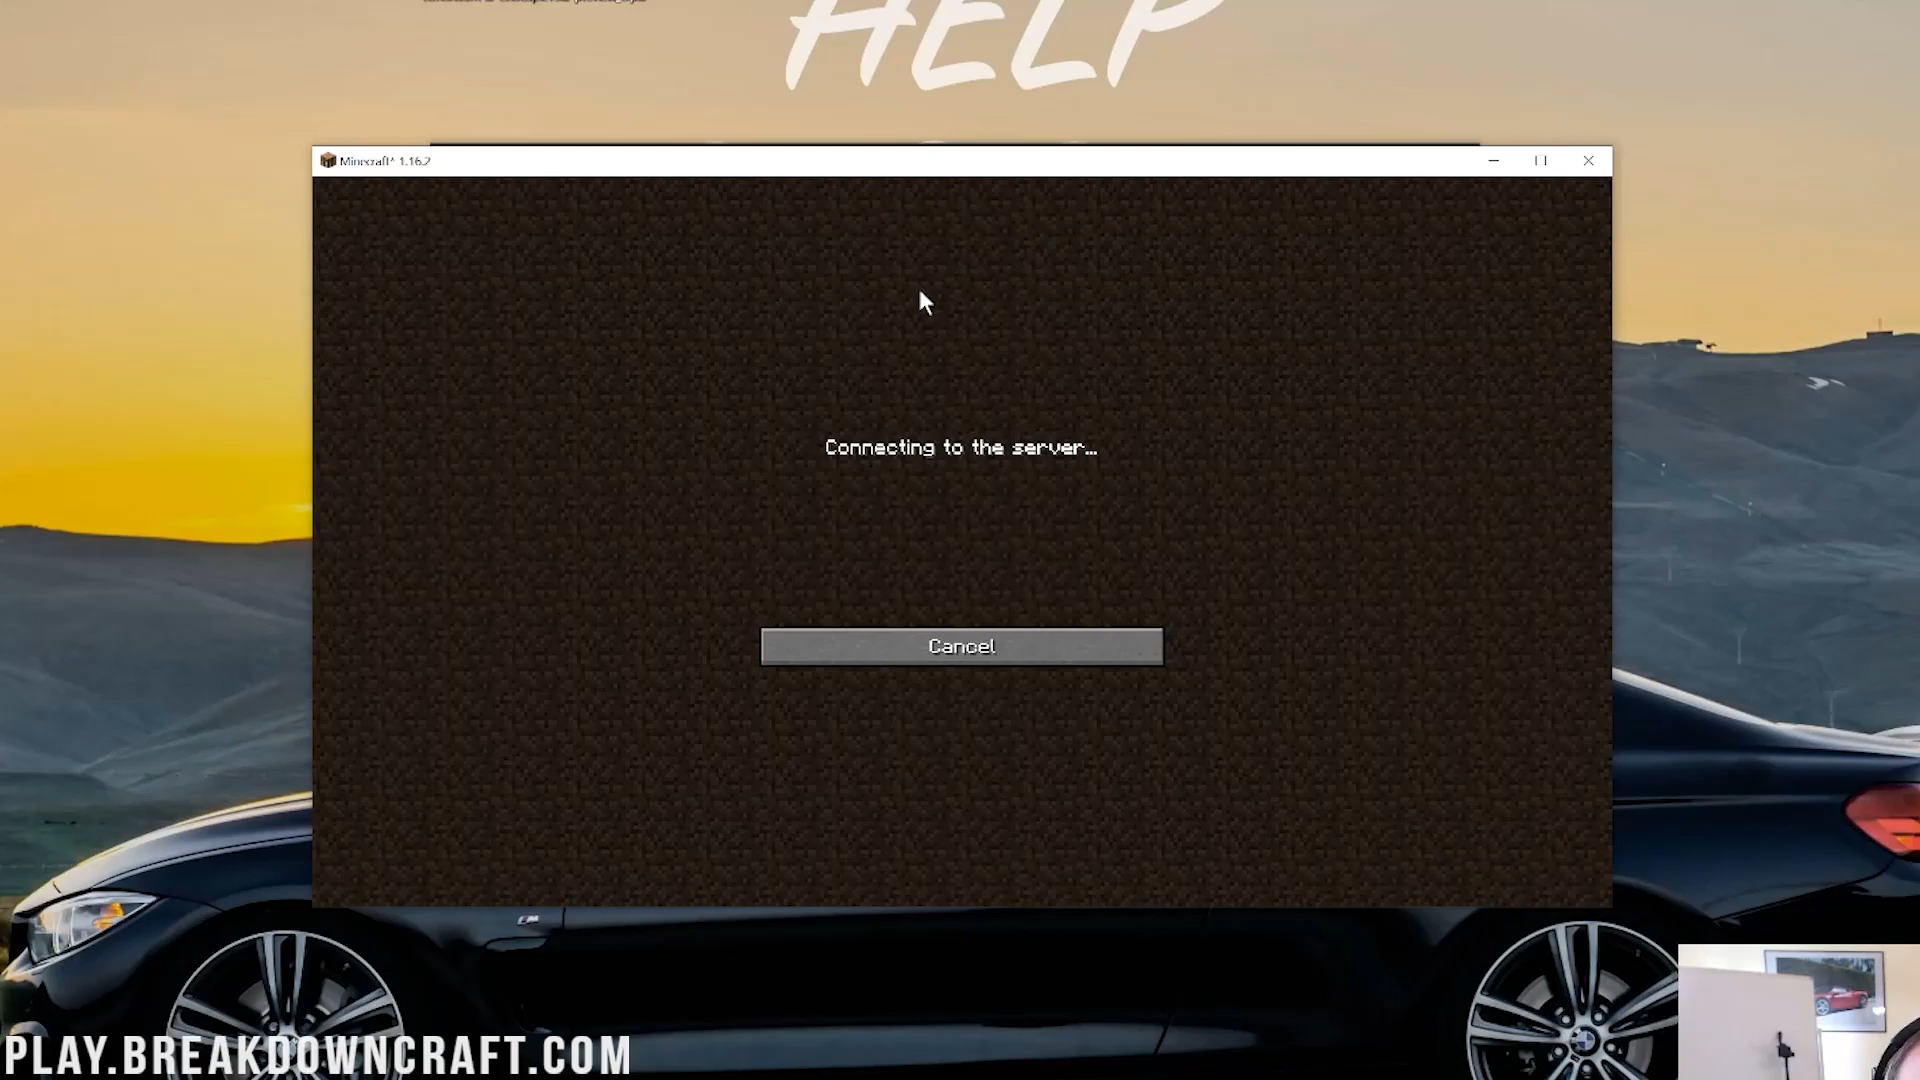 HELP
Minecraft* 1.16.2
Connecting to the server...
Cancel
PLAY.BREAKDOWNCRAFT.COM